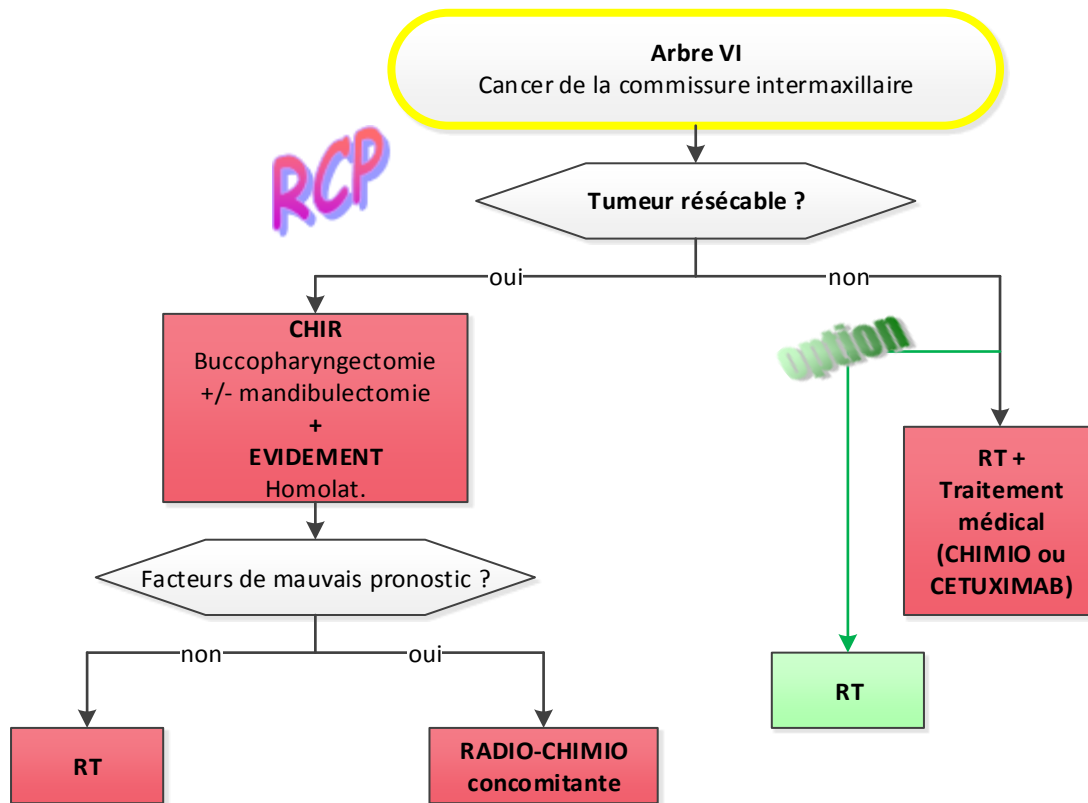 Arbre VI
Cancer de la commissure intermaxillaire
RCP
Tumeur résécable ?
oui
non
CHIR
Buccopharyngectomie
+/- mandibulectomie
+
EVIDEMENT
Homolat.
option
RT +
Traitement
médical
(CHIMIO ou
CETUXIMAB)
Facteurs de mauvais pronostic ?
non
oui
RT
RT
RADIO-CHIMIO
concomitante